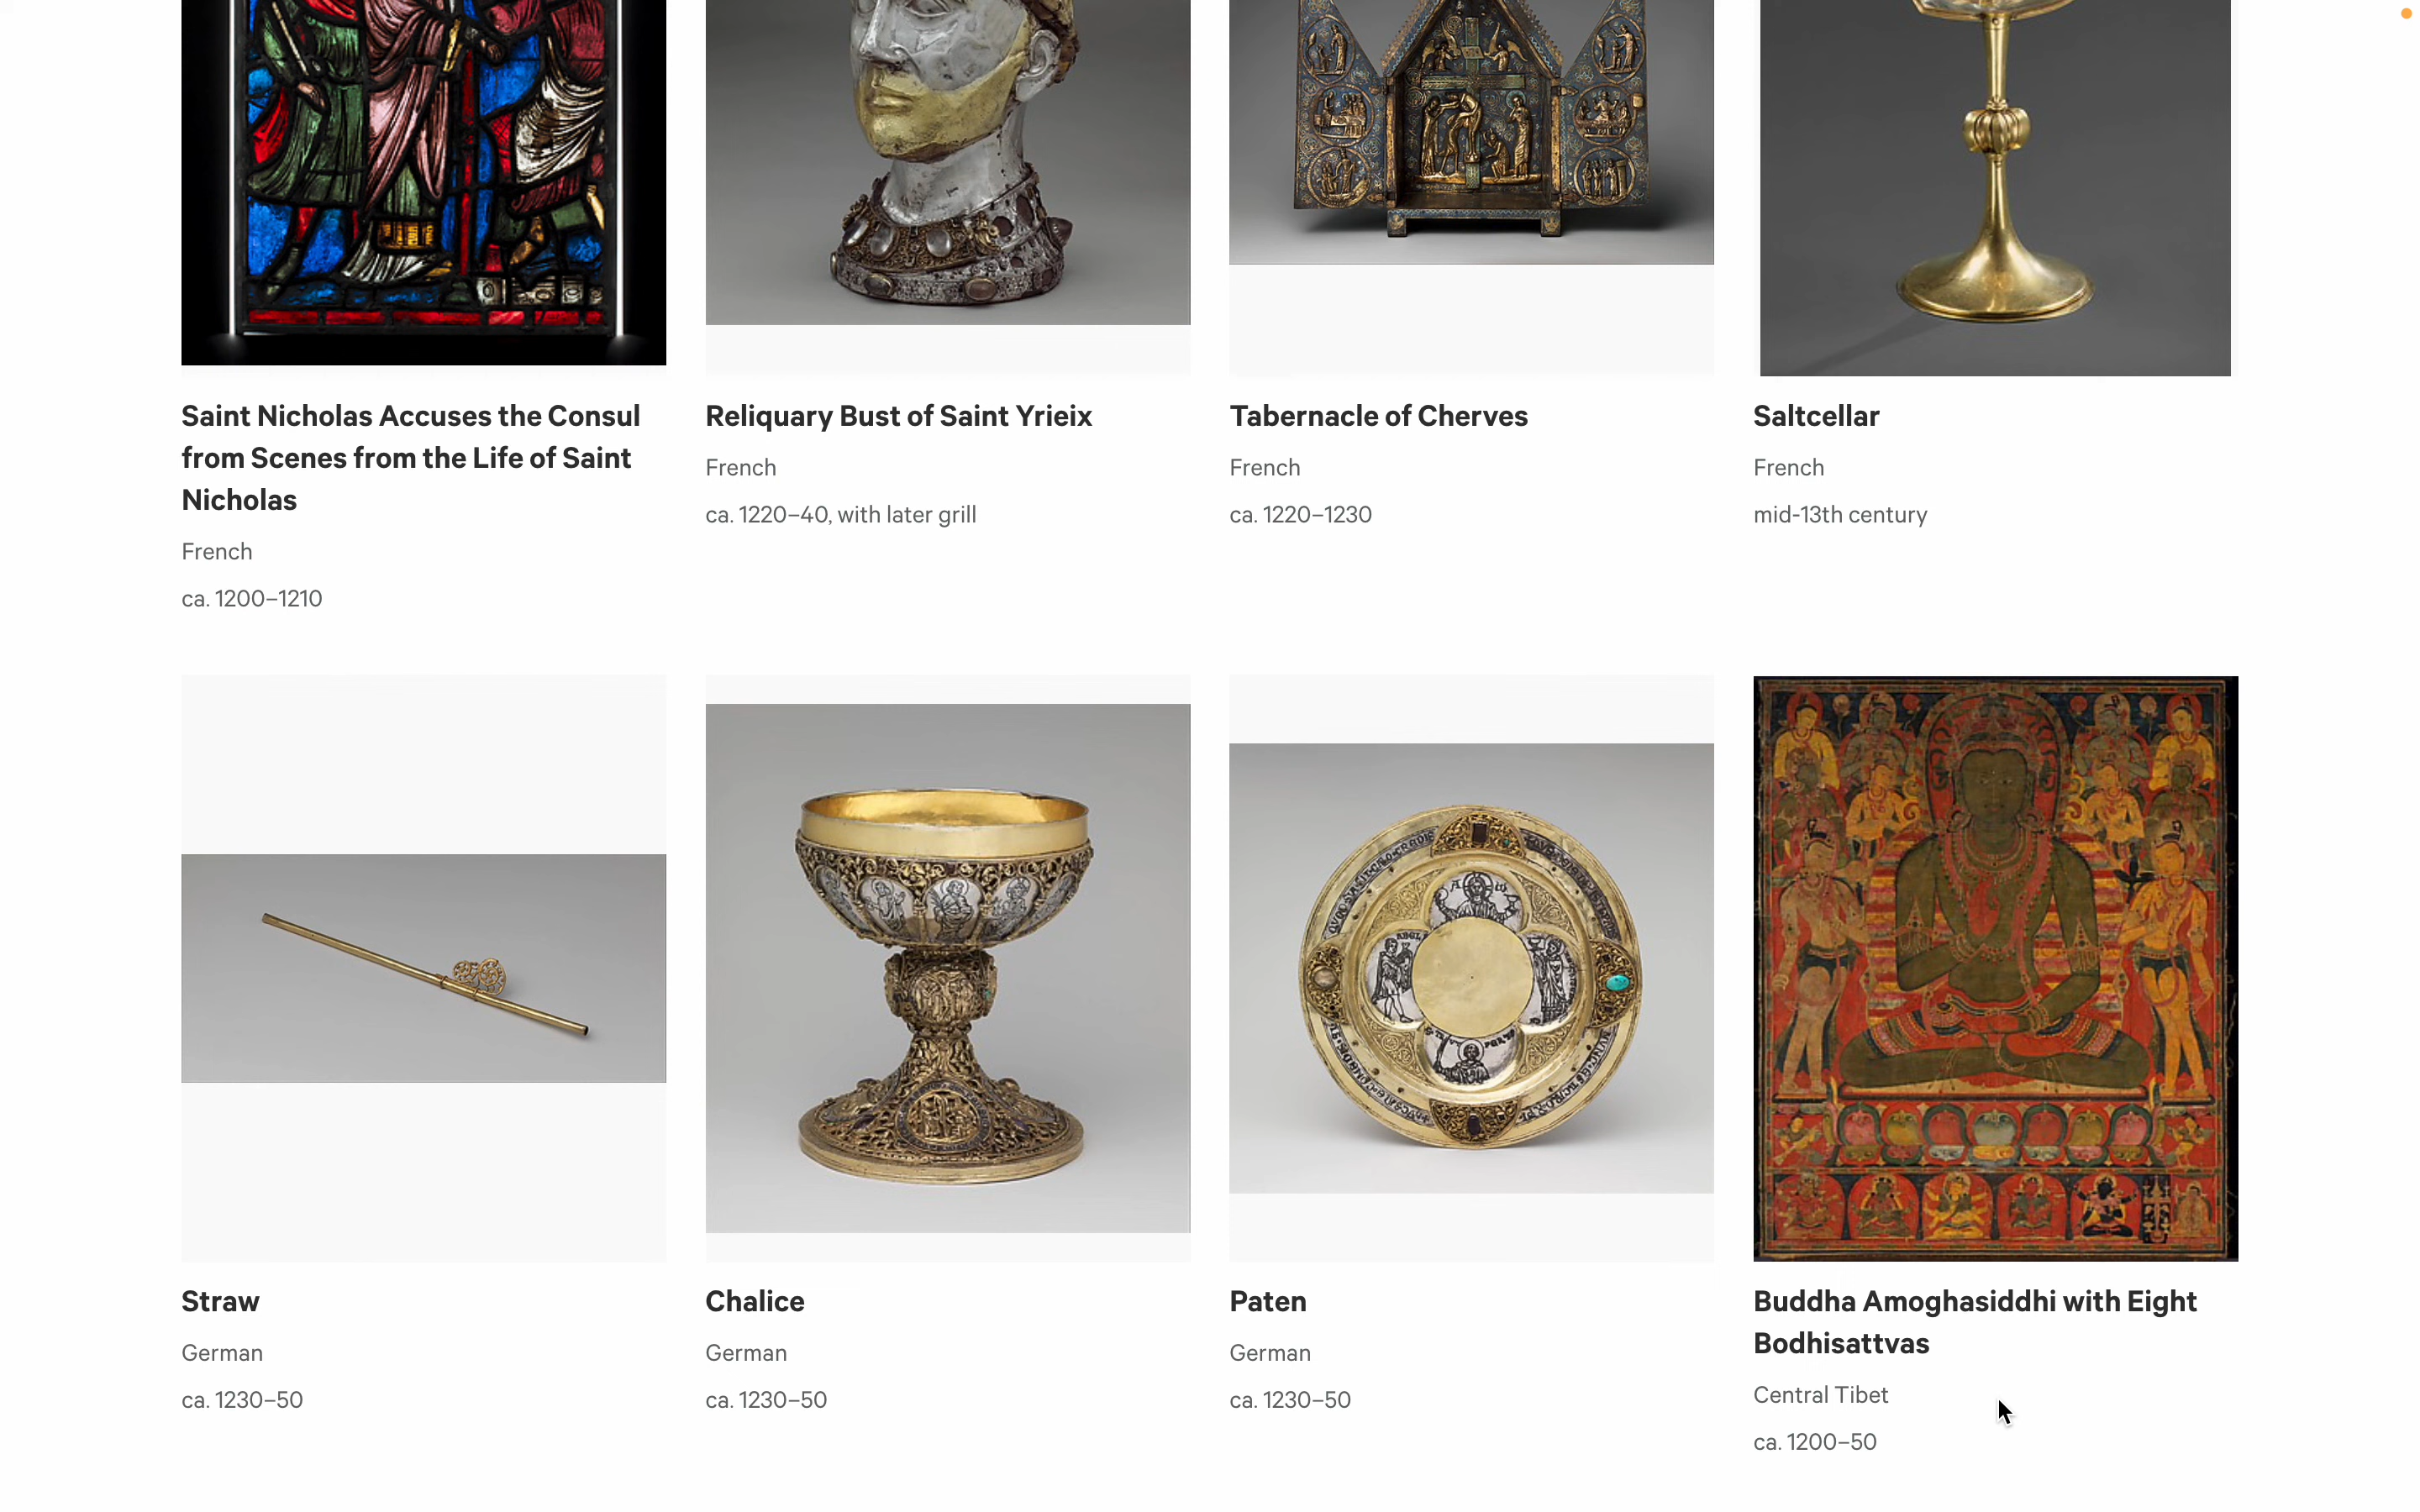 Saint Nicholas Accuses the Consul
from Scenes from the Life of Saint
Nicholas
French
ca. 1200–1210
Reliquary Bust of Saint Yrieix
French
ca. 1220–40, with later grill
Tabernacle of Cherves
French
ca. 1220–1230
Saltcellar
French
mid-13th century
Straw
German
ca. 1230–50
Chalice
German
ca. 1230–50
Paten
German
ca. 1230–50
Buddha Amoghasiddhi with Eight
Bodhisattvas
Central Tibet
ca. 1200–50